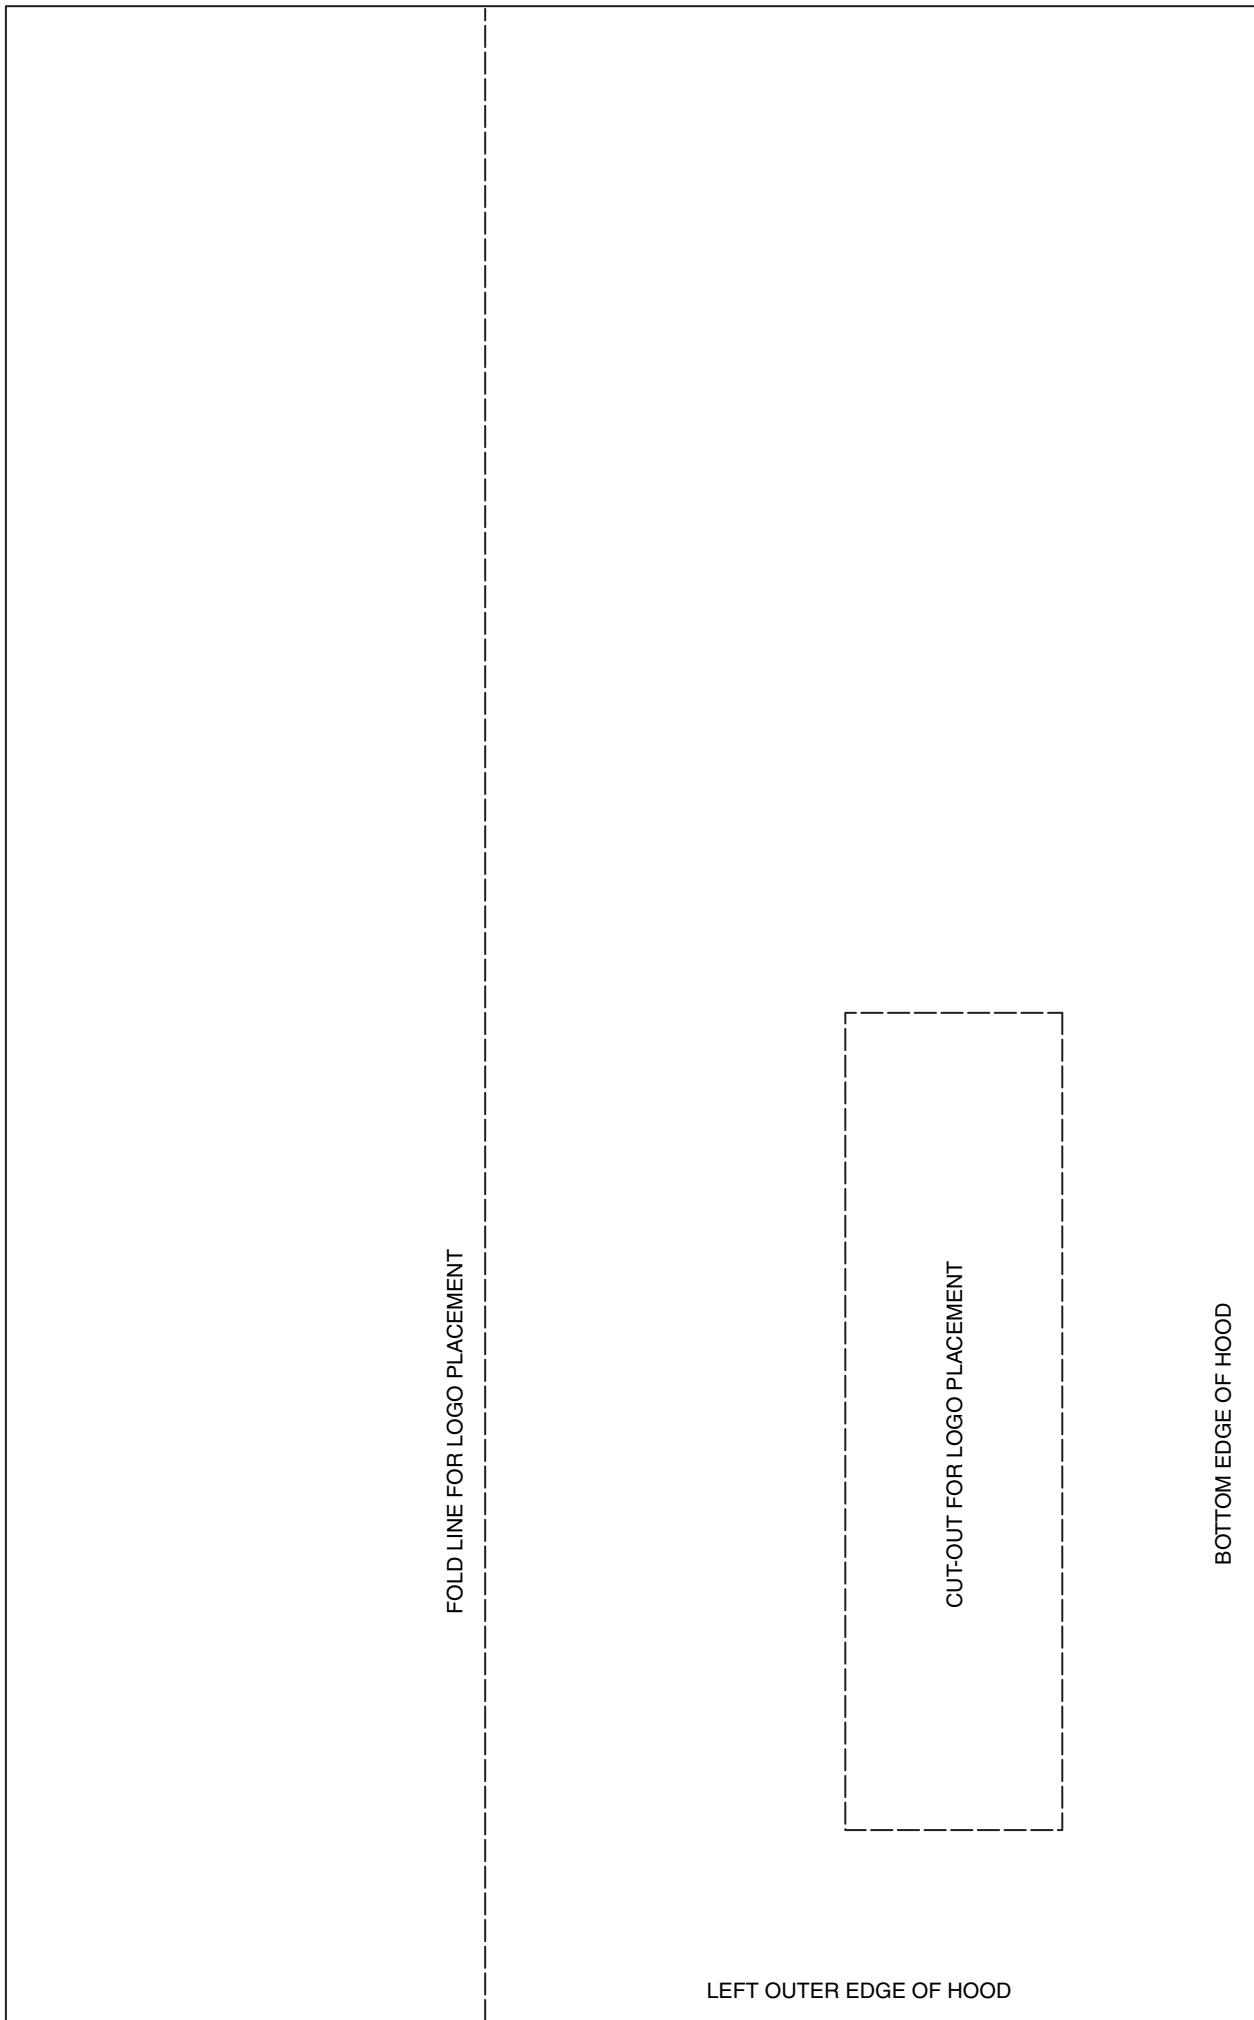 FOLD LINE FOR LOGO PLACEMENT
CUT-OUT FOR LOGO PLACEMENT
BOTTOM EDGE OF HOOD
LEFT OUTER EDGE OF HOOD